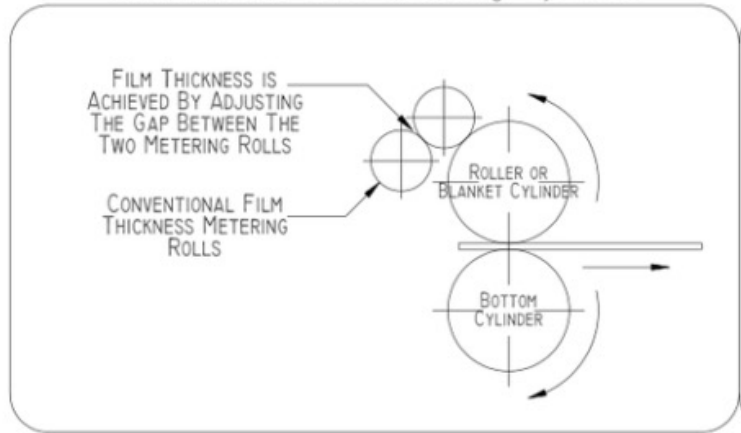 FILM THICKNESS IS
ACHIEVED BY ADJUSTING
THE GAP BETWEEN THE
TWO METERING ROLLS
CONVENTIONAL FILM
THICKNESS METERING
ROLLS
ROLLER OR
BLANKET CYLINDER
BOTTOM
CYLINDER